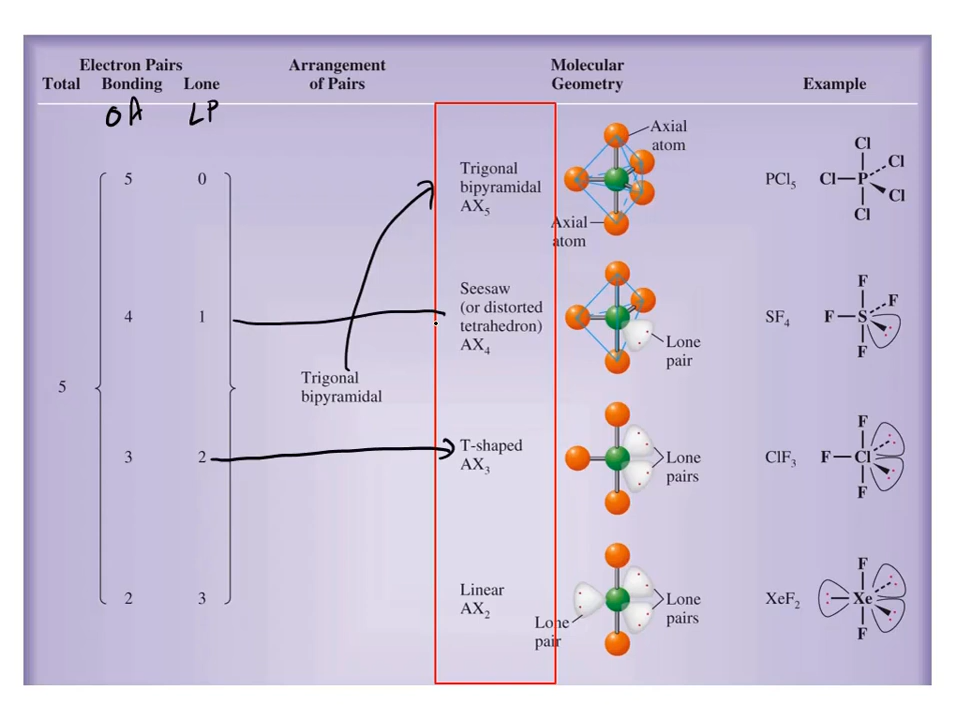 Electron Pairs Arrangement Molecular
Total Bonding Lone of Pairs Geometry Example
OA LP
Axial
atom
Trigonal
bipyramidal
AX₅
Axial
atom
5 0
PCl₅
Cl
Cl
Cl—P
Cl
Cl
Seesaw
(or distorted
tetrahedron)
AX₄
4 1
Lone
pair
SF₄
F
F
F—S
F
5
Trigonal
bipyramidal
T-shaped
AX₃
3 2
Lone
pairs
ClF₃
F
F—Cl
F
Linear
AX₂
2 3
Lone
pair
Lone
pairs
XeF₂
F
Xe
F